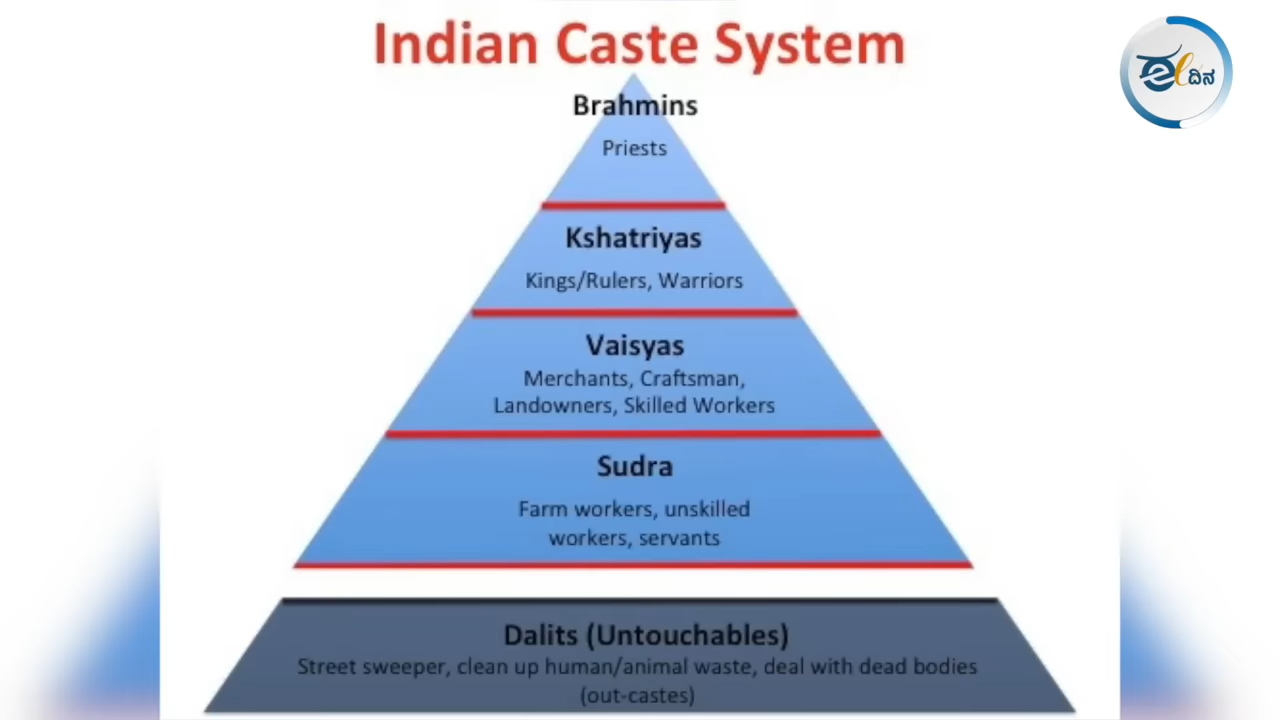 Indian Caste System
ಈದಿನ
Brahmins
Priests
Kshatriyas
Kings/Rulers, Warriors
Vaisyas
Merchants, Craftsman,
Landowners, Skilled Workers
Sudra
Farm workers, unskilled
workers, servants
Dalits (Untouchables)
Street sweeper, clean up human/animal waste, deal with dead bodies
(out-castes)